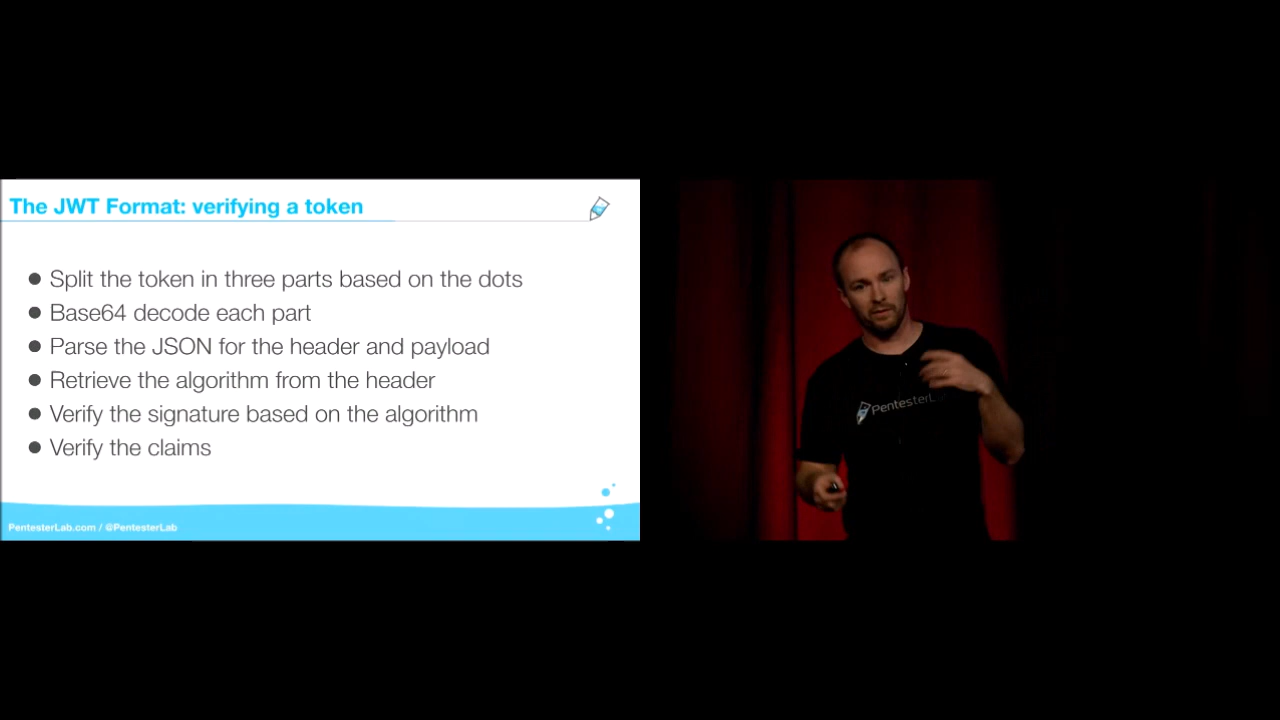 The JWT Format: verifying a token
● Split the token in three parts based on the dots
● Base64 decode each part
● Parse the JSON for the header and payload
● Retrieve the algorithm from the header
● Verify the signature based on the algorithm
● Verify the claims
PentesterLab.com / @PentesterLab
PentesterL